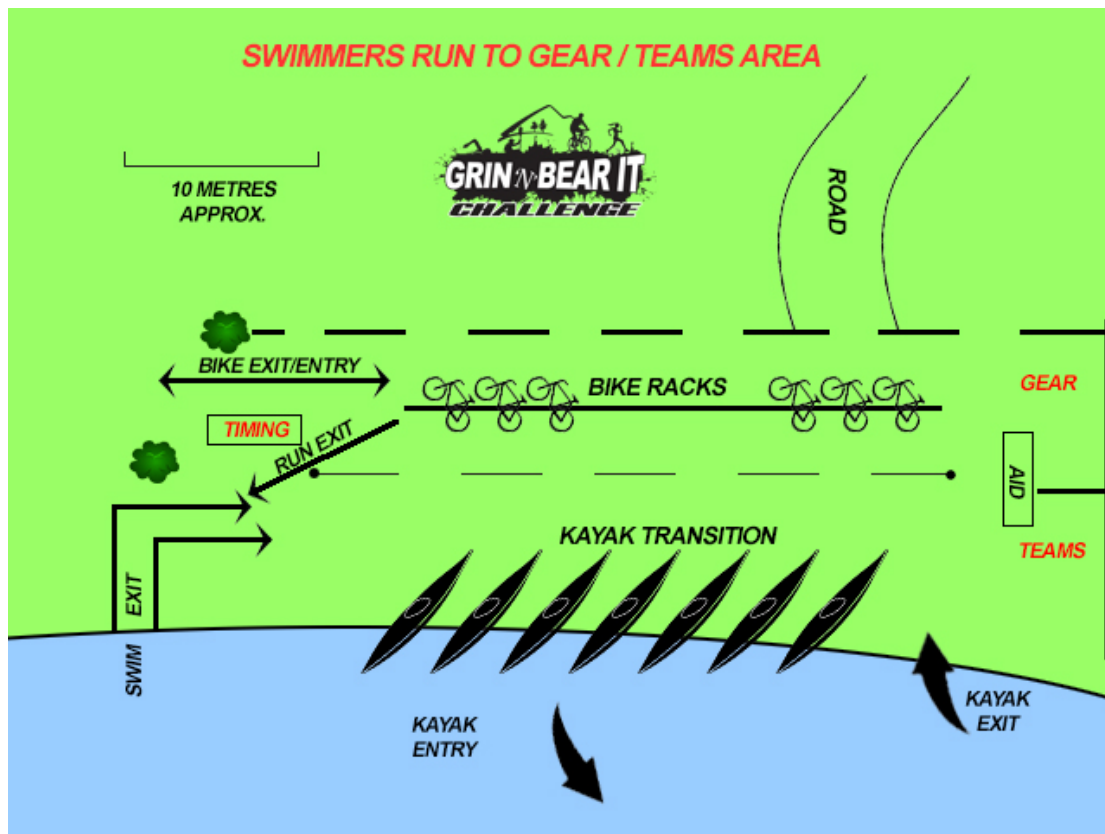 SWIMMERS RUN TO GEAR / TEAMS AREA
GRIN 'N' BEAR IT
CHALLENGE
10 METRES
APPROX.
ROAD
BIKE EXIT/ENTRY
BIKE RACKS
GEAR
TIMING
RUN EXIT
AID
KAYAK TRANSITION
TEAMS
SWIM EXIT
KAYAK
ENTRY
KAYAK
EXIT